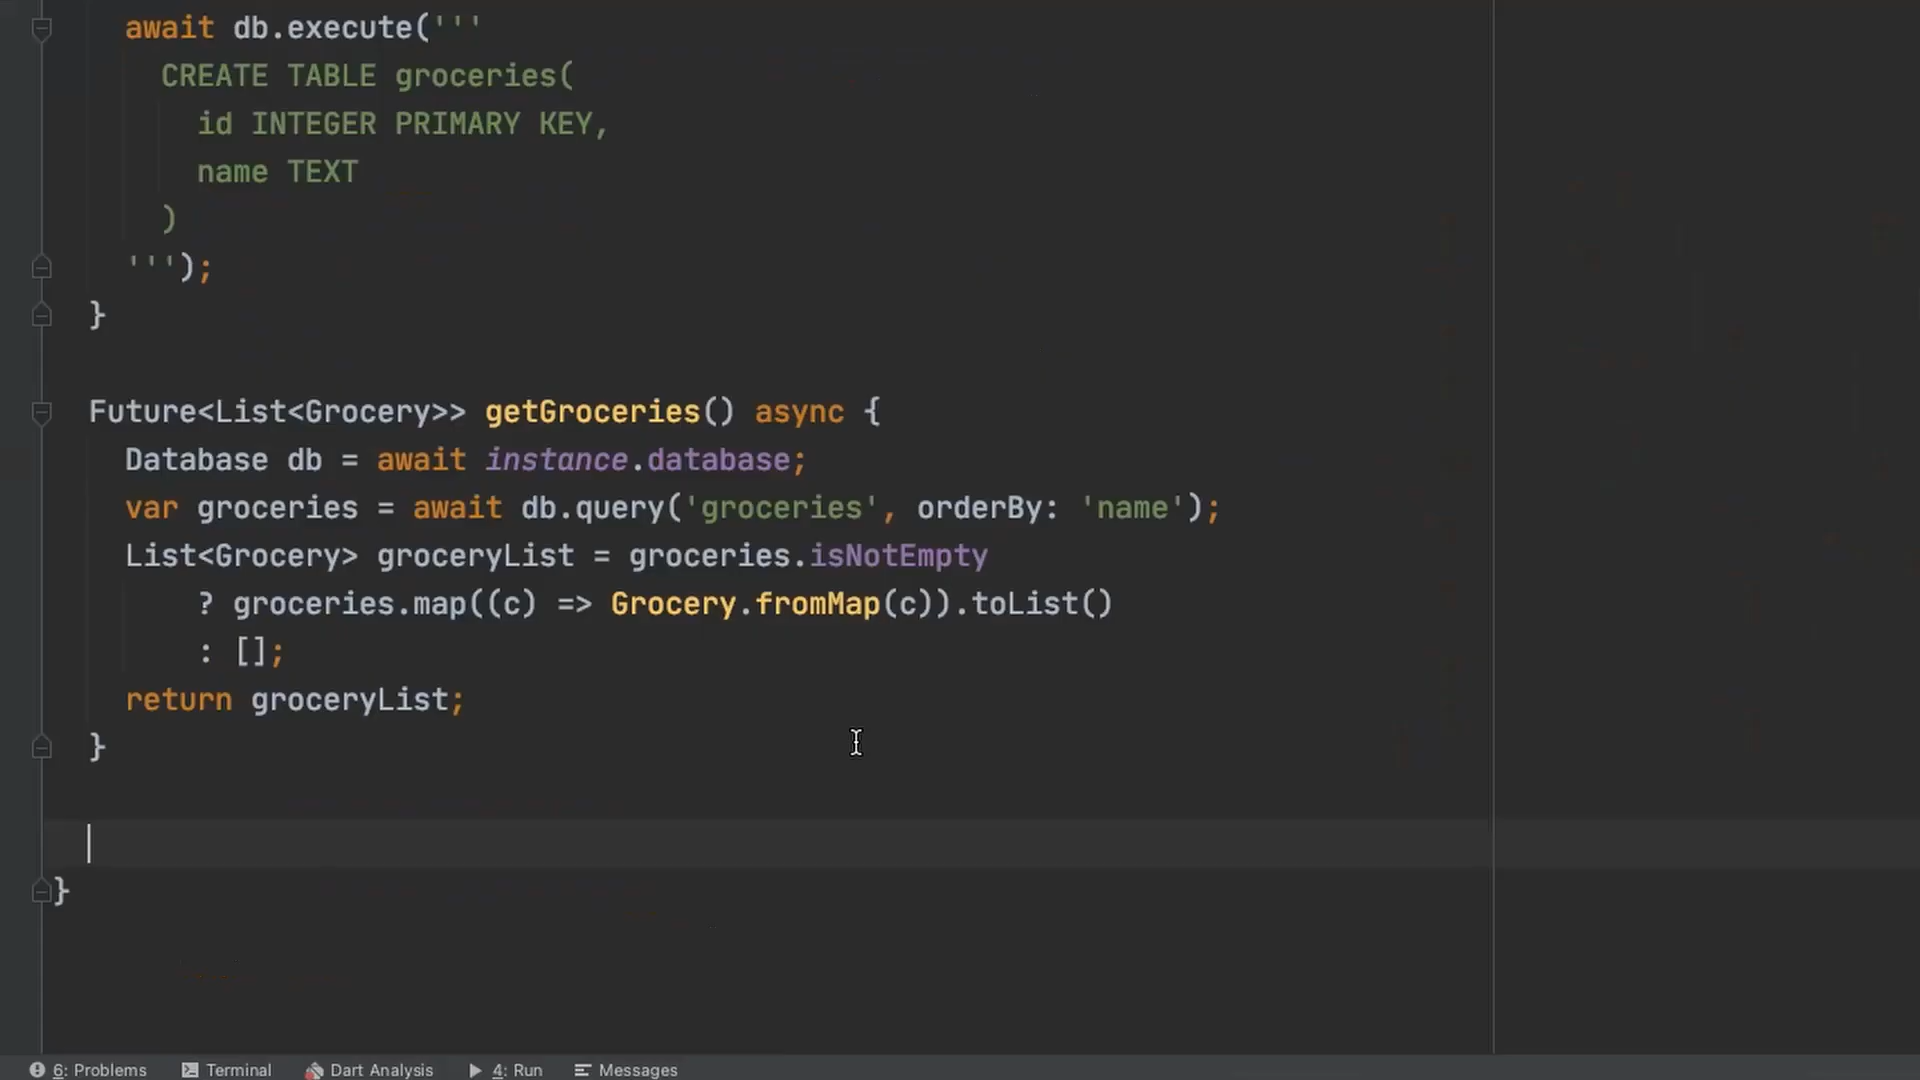 await db.execute('''
CREATE TABLE groceries(
id INTEGER PRIMARY KEY,
name TEXT
)
''');
}
Future<List<Grocery>> getGroceries() async {
Database db = await instance.database;
var groceries = await db.query('groceries', orderBy: 'name');
List<Grocery> groceryList = groceries.isNotEmpty
? groceries.map((c) => Grocery.fromMap(c)).toList()
: [];
return groceryList;
}
}
6: Problems Terminal Dart Analysis 4: Run Messages